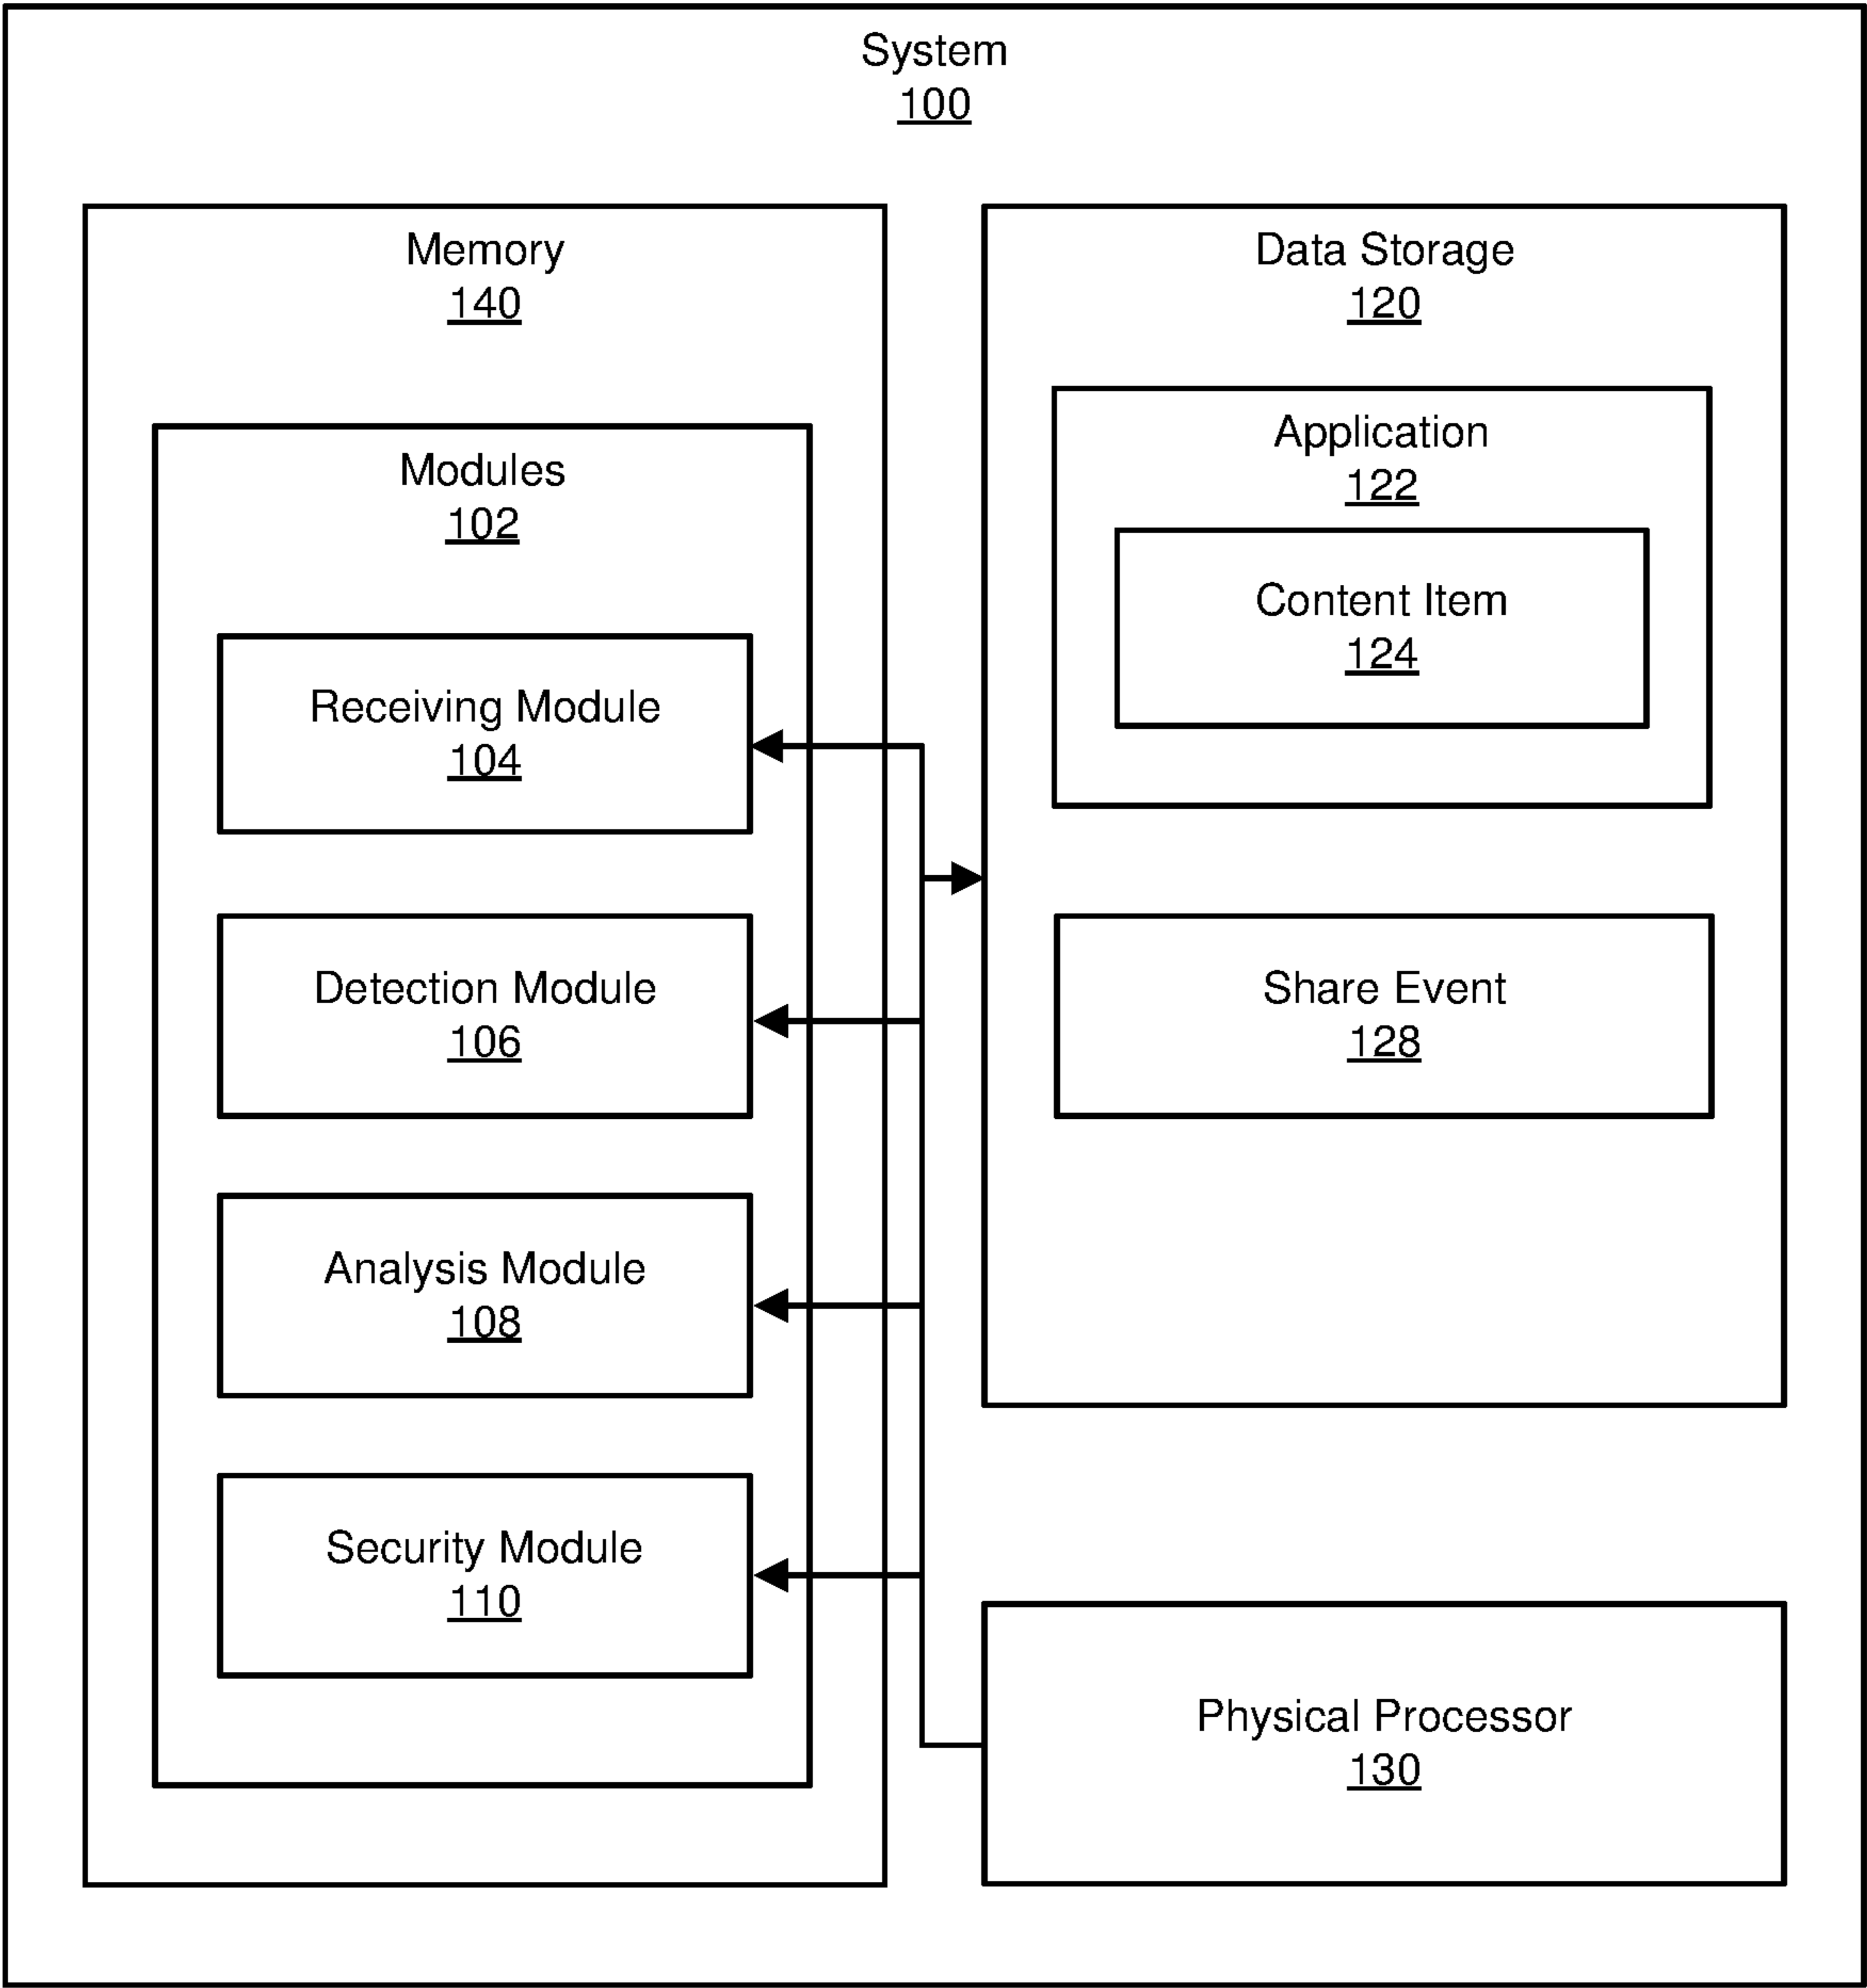 System
100
Memory
140
Modules
102
Receiving Module
104
Detection Module
106
Analysis Module
108
Security Module
110
Data Storage
120
Application
122
Content Item
124
Share Event
128
Physical Processor
130